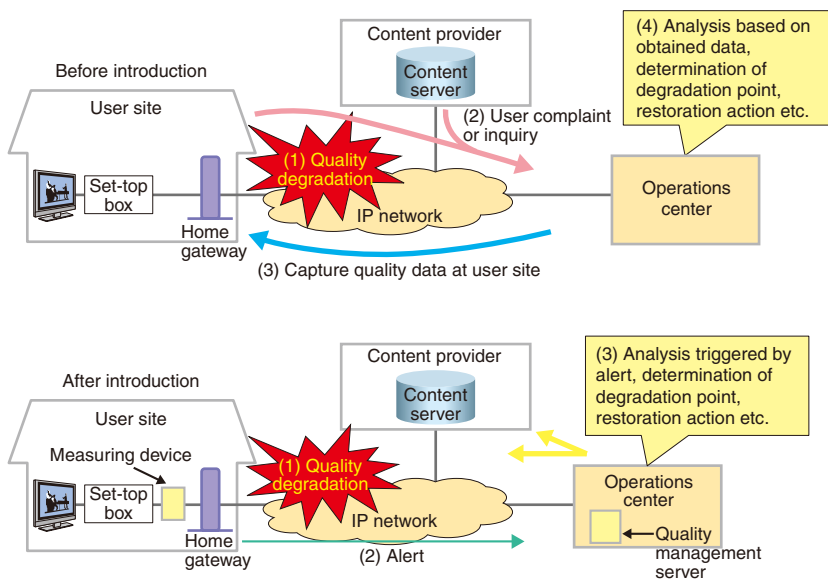 Before introduction
User site
Set-top
box
Home
gateway
Content provider
Content
server
(1) Quality
degradation
(2) User complaint
or inquiry
IP network
(3) Capture quality data at user site
(4) Analysis based on
obtained data,
determination of
degradation point,
restoration action etc.
Operations
center
After introduction
User site
Measuring device
Set-top
box
Home
gateway
Content provider
Content
server
(1) Quality
degradation
IP network
(2) Alert
(3) Analysis triggered by
alert, determination of
degradation point,
restoration action etc.
Operations
center
Quality
management
server